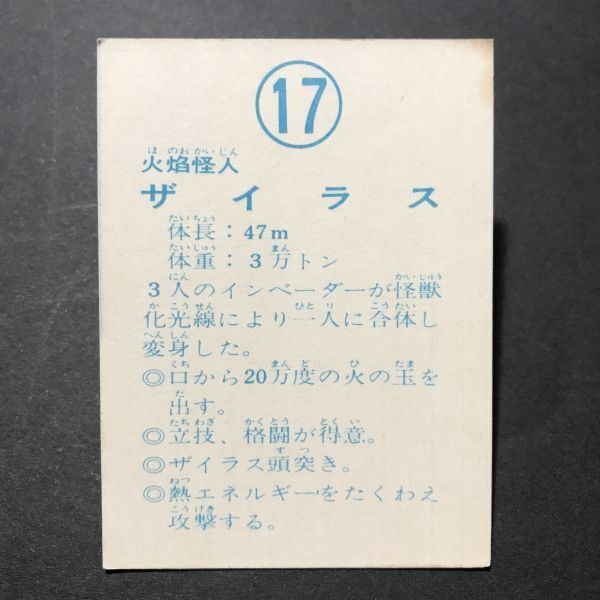 17
火焔怪人
ザイラス
体長：47m
体重：3万トン
3人のインベーダーが怪獣
化光線により一人に合体し
変身した。
◎口から20万度の火の玉を
出す。
◎立技、格闘が得意。
◎ザイラス頭突き。
◎熱エネルギーをたくわえ
攻撃する。